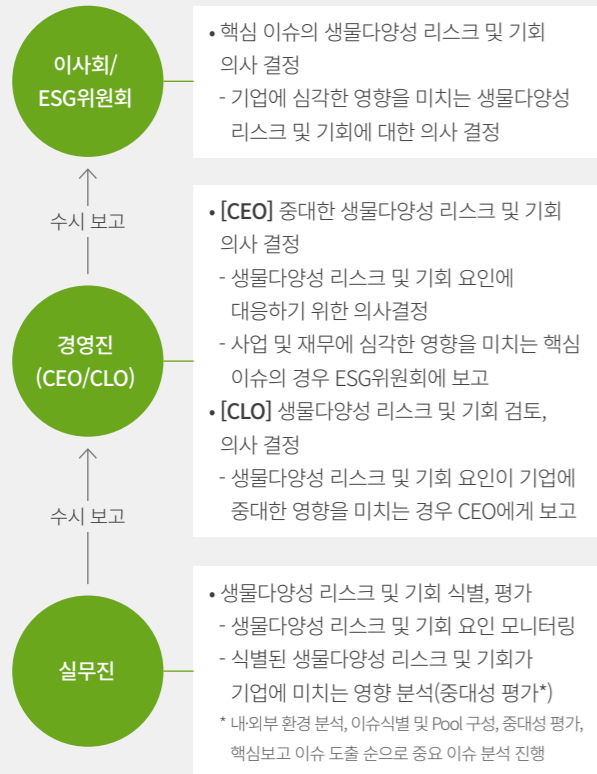 이사회/
ESG위원회
• 핵심 이슈의 생물다양성 리스크 및 기회
의사 결정
- 기업에 심각한 영향을 미치는 생물다양성
리스크 및 기회에 대한 의사 결정
수시 보고
경영진
(CEO/CLO)
• [CEO] 중대한 생물다양성 리스크 및 기회
의사 결정
- 생물다양성 리스크 및 기회 요인에
대응하기 위한 의사결정
- 사업 및 재무에 심각한 영향을 미치는 핵심
이슈의 경우 ESG위원회에 보고
• [CLO] 생물다양성 리스크 및 기회 검토,
의사 결정
- 생물다양성 리스크 및 기회 요인이 기업에
중대한 영향을 미치는 경우 CEO에게 보고
수시 보고
실무진
• 생물다양성 리스크 및 기회 식별, 평가
- 생물다양성 리스크 및 기회 요인 모니터링
- 식별된 생물다양성 리스크 및 기회가
기업에 미치는 영향 분석(중대성 평가*)
* 내·외부 환경 분석, 이슈식별 및 Pool 구성, 중대성 평가,
핵심보고 이슈 도출 순으로 중요 이슈 분석 진행